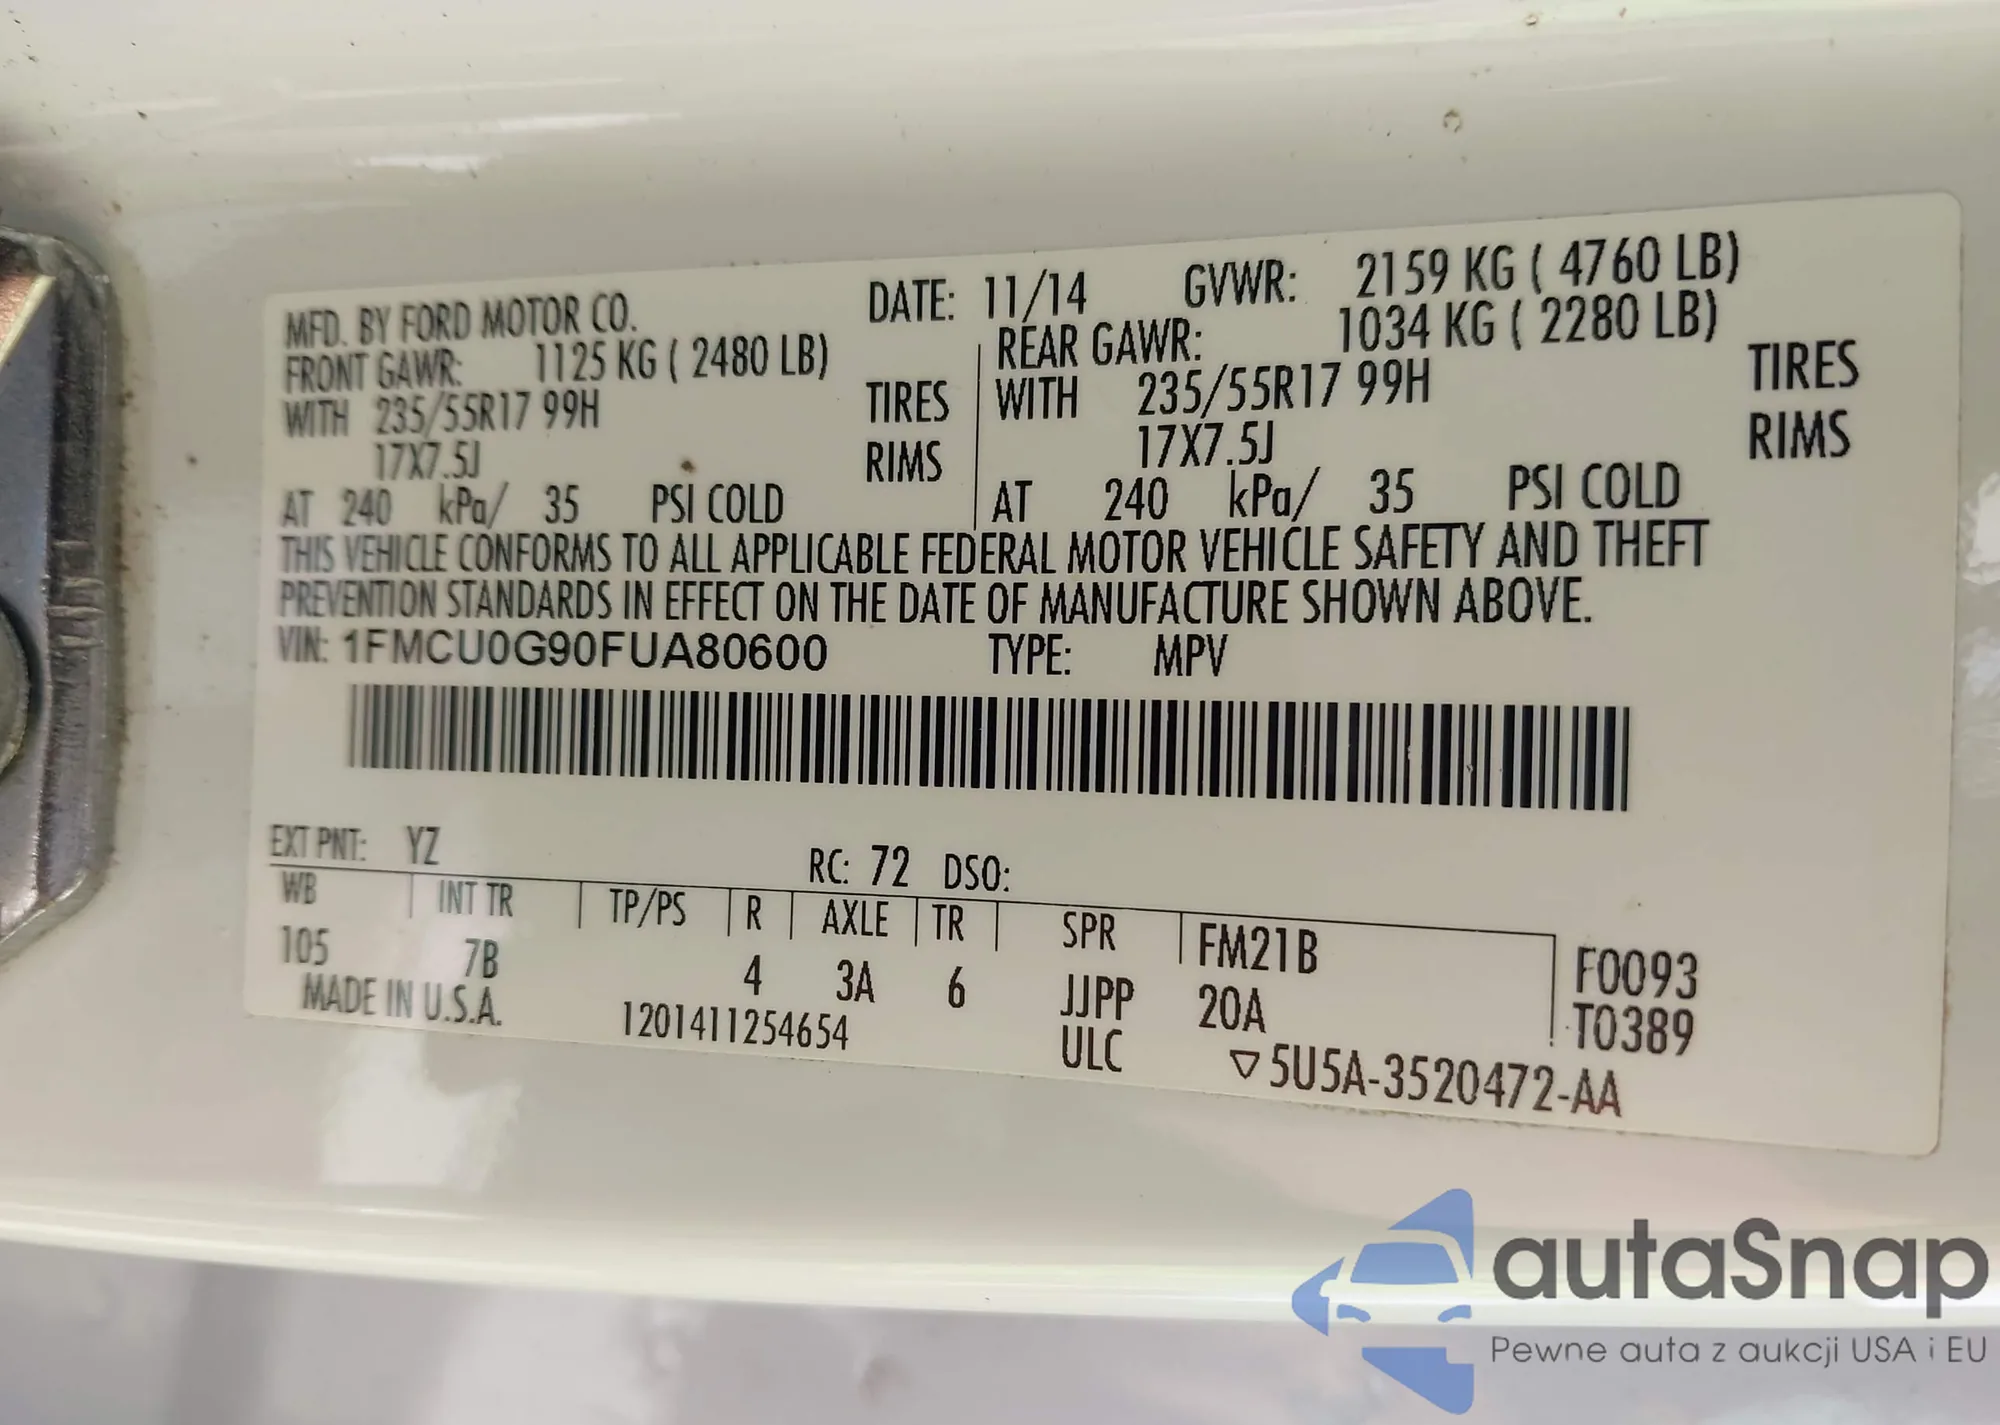 MFD. BY FORD MOTOR CO. DATE: 11/14 GVWR: 2159 KG ( 4760 LB)
FRONT GAWR: 1125 KG ( 2480 LB) REAR GAWR: 1034 KG ( 2280 LB)
WITH 235/55R17 99H TIRES WITH 235/55R17 99H TIRES
17X7.5J RIMS 17X7.5J RIMS
AT 240 kPa/ 35 PSI COLD AT 240 kPa/ 35 PSI COLD
THIS VEHICLE CONFORMS TO ALL APPLICABLE FEDERAL MOTOR VEHICLE SAFETY AND THEFT
PREVENTION STANDARDS IN EFFECT ON THE DATE OF MANUFACTURE SHOWN ABOVE.
VIN: 1FMCU0G90FUA80600 TYPE: MPV
EXT PNT: YZ RC: 72 DSO:
WB INT TR TP/PS R AXLE TR SPR FM21B F0093
105 7B 4 3A 6 JJPP 20A T0389
MADE IN U.S.A. 1201411254654 ULC ▽5U5A-3520472-AA
autaSnap
Pewne auta z aukcji USA i EU